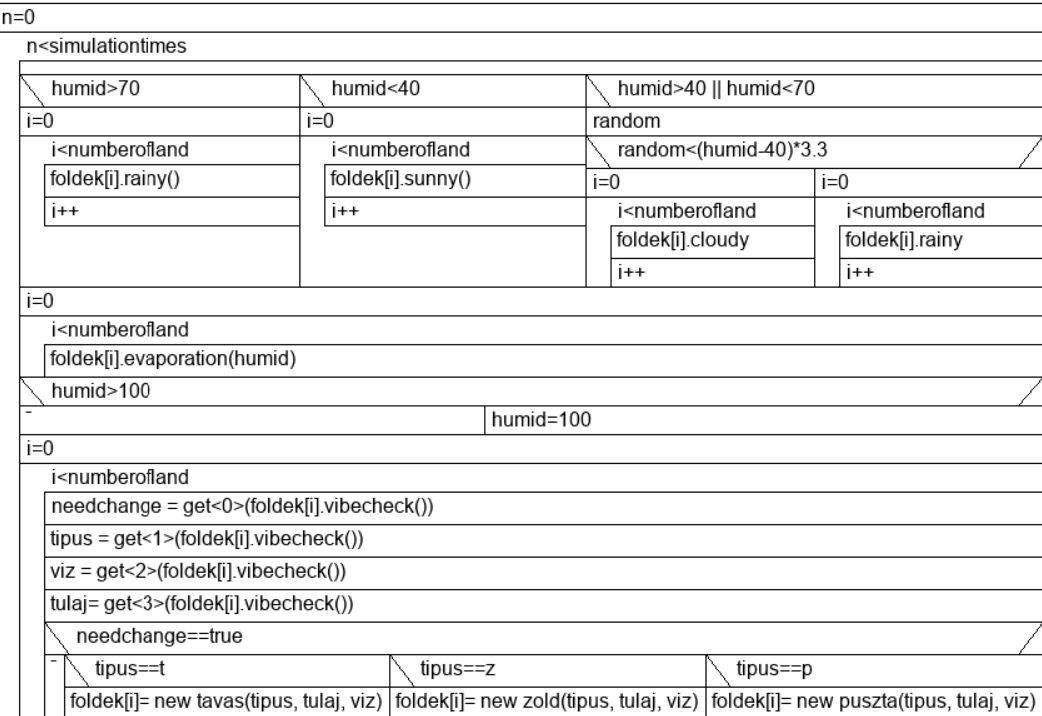 n=0
n<simulationtimes
humid>70 humid<40 humid>40 || humid<70
i=0 i=0 random
i<numberofland i<numberofland random<(humid-40)*3.3
foldek[i].rainy() foldek[i].sunny() i=0 i=0
i++ i++ i<numberofland i<numberofland
foldek[i].cloudy foldek[i].rainy
i++ i++
i=0
i<numberofland
foldek[i].evaporation(humid)
humid>100
- humid=100
i=0
i<numberofland
needchange = get<0>(foldek[i].vibecheck())
tipus = get<1>(foldek[i].vibecheck())
viz = get<2>(foldek[i].vibecheck())
tulaj= get<3>(foldek[i].vibecheck())
needchange==true
- tipus==t tipus==z tipus==p
foldek[i]= new tavas(tipus, tulaj, viz) foldek[i]= new zold(tipus, tulaj, viz) foldek[i]= new puszta(tipus, tulaj, viz)